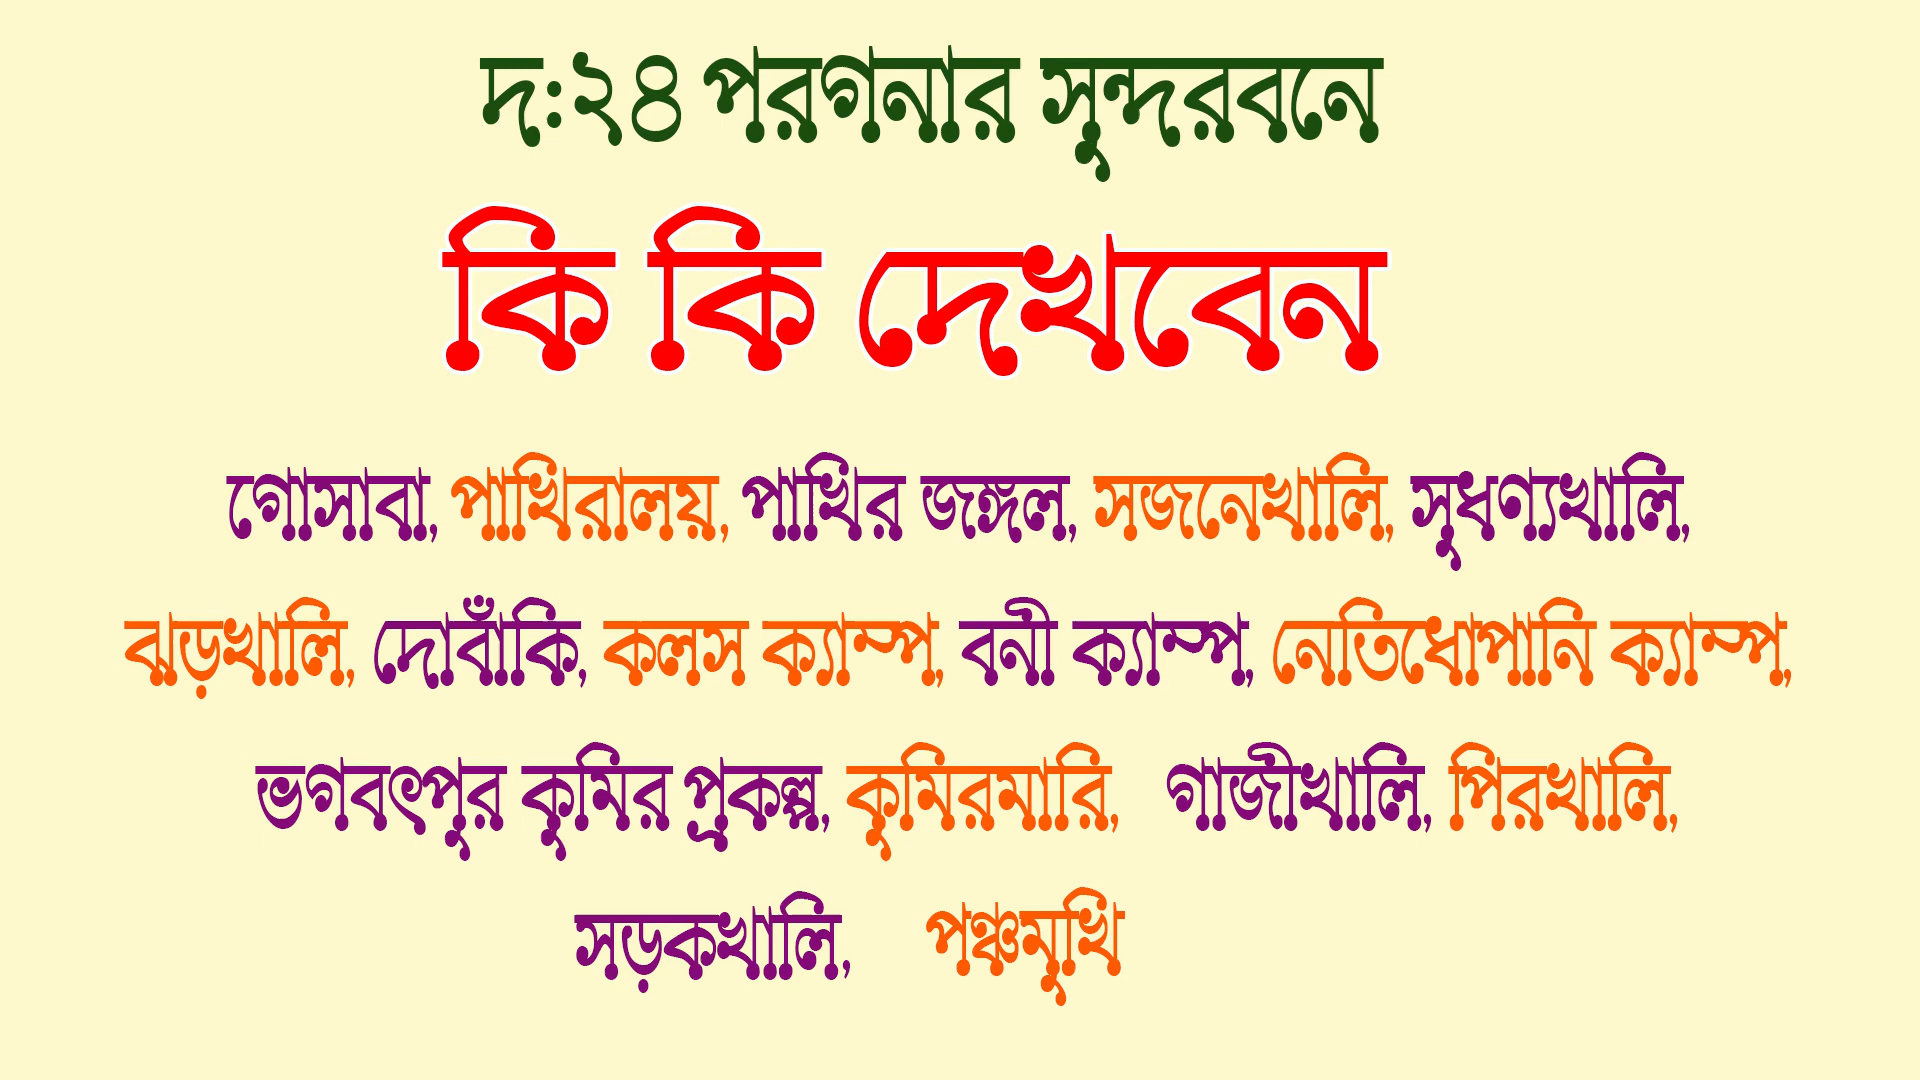 দ:২৪ পরগনার সুন্দরবনে
কি কি দেখবেন
গোসাবা, পাখিরালয়, পাখির জঙ্গল, সজনেখালি, সুধণ্যখালি,
ঝড়খালি, দোবাঁকি, কলস ক্যাম্প, বনী ক্যাম্প, নেতিধোপানি ক্যাম্প,
ভগবৎপুর কুমির প্রকল্প, কুমিরমারি, গাজীখালি, পিরখালি,
সড়কখালি, পঞ্চমুখি